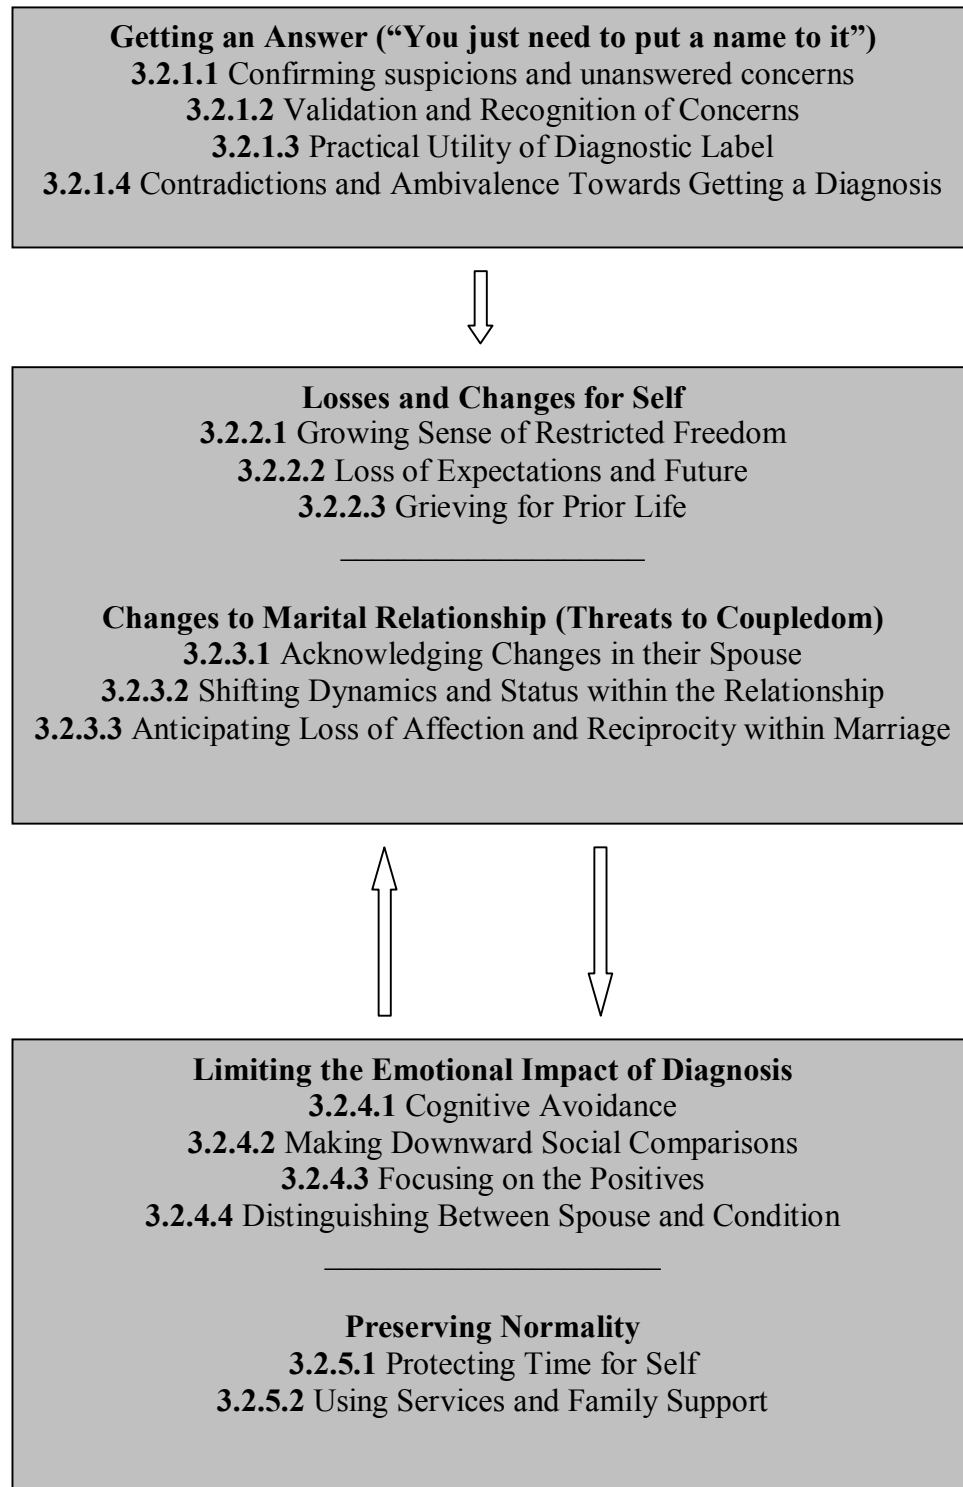 Getting an Answer (“You just need to put a name to it”)
3.2.1.1 Confirming suspicions and unanswered concerns
3.2.1.2 Validation and Recognition of Concerns
3.2.1.3 Practical Utility of Diagnostic Label
3.2.1.4 Contradictions and Ambivalence Towards Getting a Diagnosis
Losses and Changes for Self
3.2.2.1 Growing Sense of Restricted Freedom
3.2.2.2 Loss of Expectations and Future
3.2.2.3 Grieving for Prior Life
Changes to Marital Relationship (Threats to Coupledom)
3.2.3.1 Acknowledging Changes in their Spouse
3.2.3.2 Shifting Dynamics and Status within the Relationship
3.2.3.3 Anticipating Loss of Affection and Reciprocity within Marriage
Limiting the Emotional Impact of Diagnosis
3.2.4.1 Cognitive Avoidance
3.2.4.2 Making Downward Social Comparisons
3.2.4.3 Focusing on the Positives
3.2.4.4 Distinguishing Between Spouse and Condition
Preserving Normality
3.2.5.1 Protecting Time for Self
3.2.5.2 Using Services and Family Support